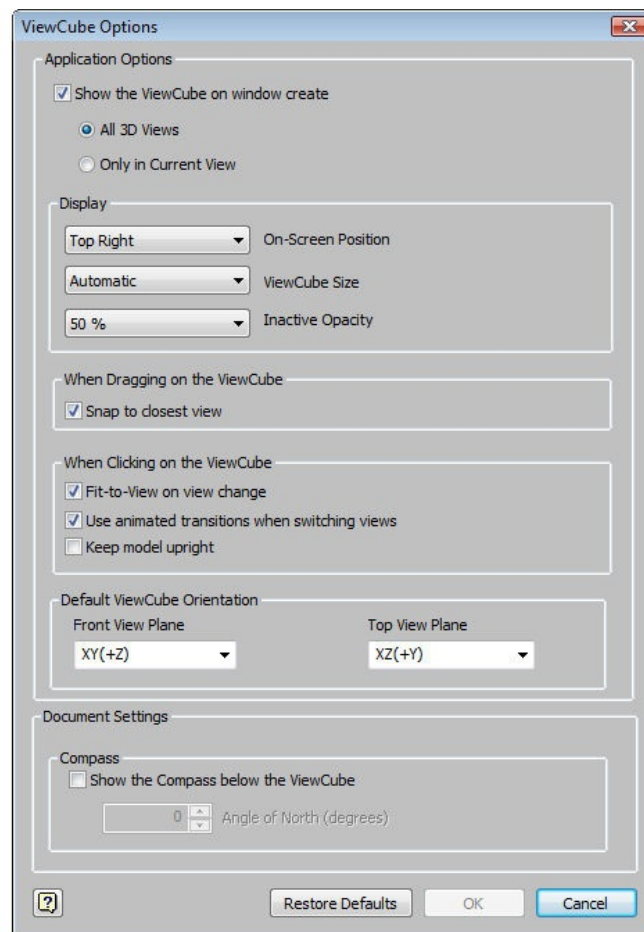 ViewCube Options
Application Options
Show the ViewCube on window create
All 3D Views
Only in Current View
Display
Top Right On-Screen Position
Automatic ViewCube Size
50 % Inactive Opacity
When Dragging on the ViewCube
Snap to closest view
When Clicking on the ViewCube
Fit-to-View on view change
Use animated transitions when switching views
Keep model upright
Default ViewCube Orientation
Front View Plane Top View Plane
XY(+Z) XZ(+Y)
Document Settings
Compass
Show the Compass below the ViewCube
0 Angle of North (degrees)
? Restore Defaults OK Cancel